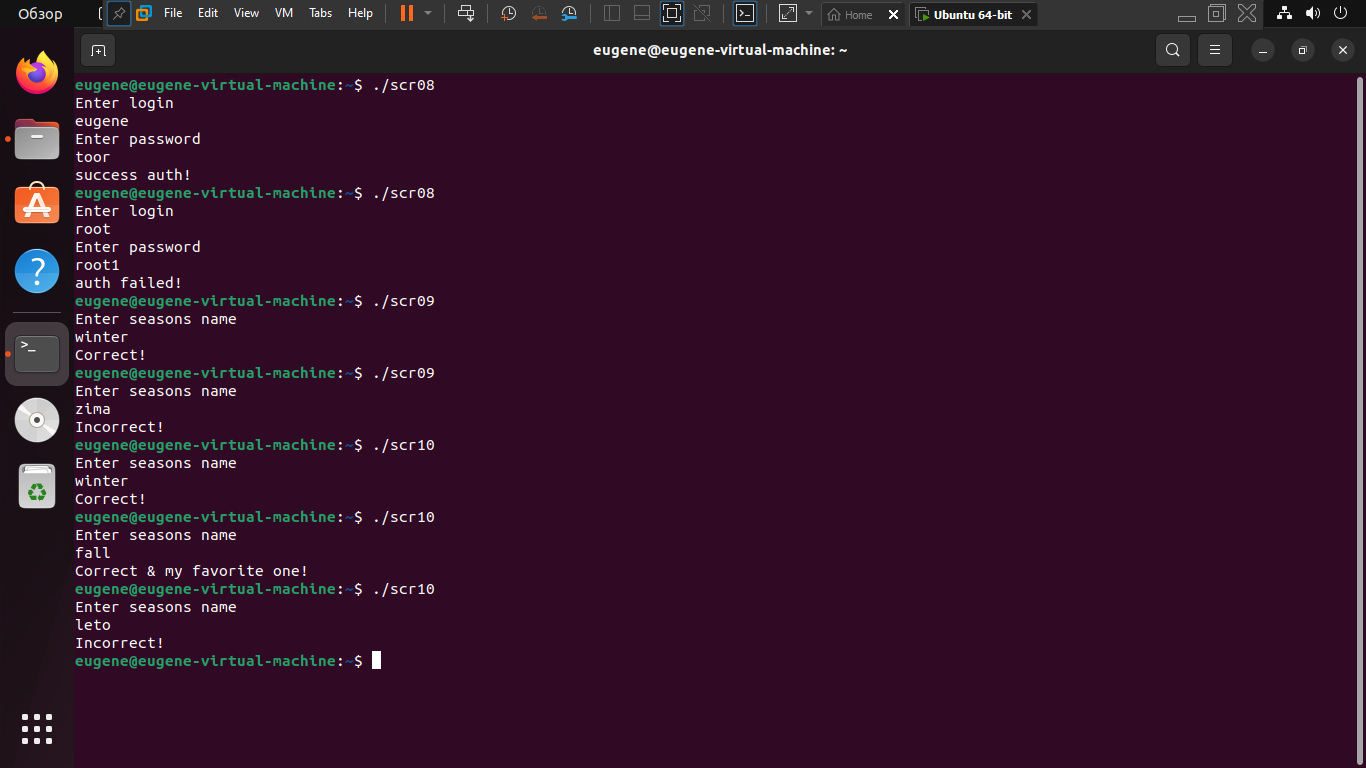 Обзор File Edit View VM Tabs Help Home Ubuntu 64-bit
eugene@eugene-virtual-machine: ~
eugene@eugene-virtual-machine:~$ ./scr08
Enter login
eugene
Enter password
toor
success auth!
eugene@eugene-virtual-machine:~$ ./scr08
Enter login
root
Enter password
root1
auth failed!
eugene@eugene-virtual-machine:~$ ./scr09
Enter seasons name
winter
Correct!
eugene@eugene-virtual-machine:~$ ./scr09
Enter seasons name
zima
Incorrect!
eugene@eugene-virtual-machine:~$ ./scr10
Enter seasons name
winter
Correct!
eugene@eugene-virtual-machine:~$ ./scr10
Enter seasons name
fall
Correct & my favorite one!
eugene@eugene-virtual-machine:~$ ./scr10
Enter seasons name
leto
Incorrect!
eugene@eugene-virtual-machine:~$